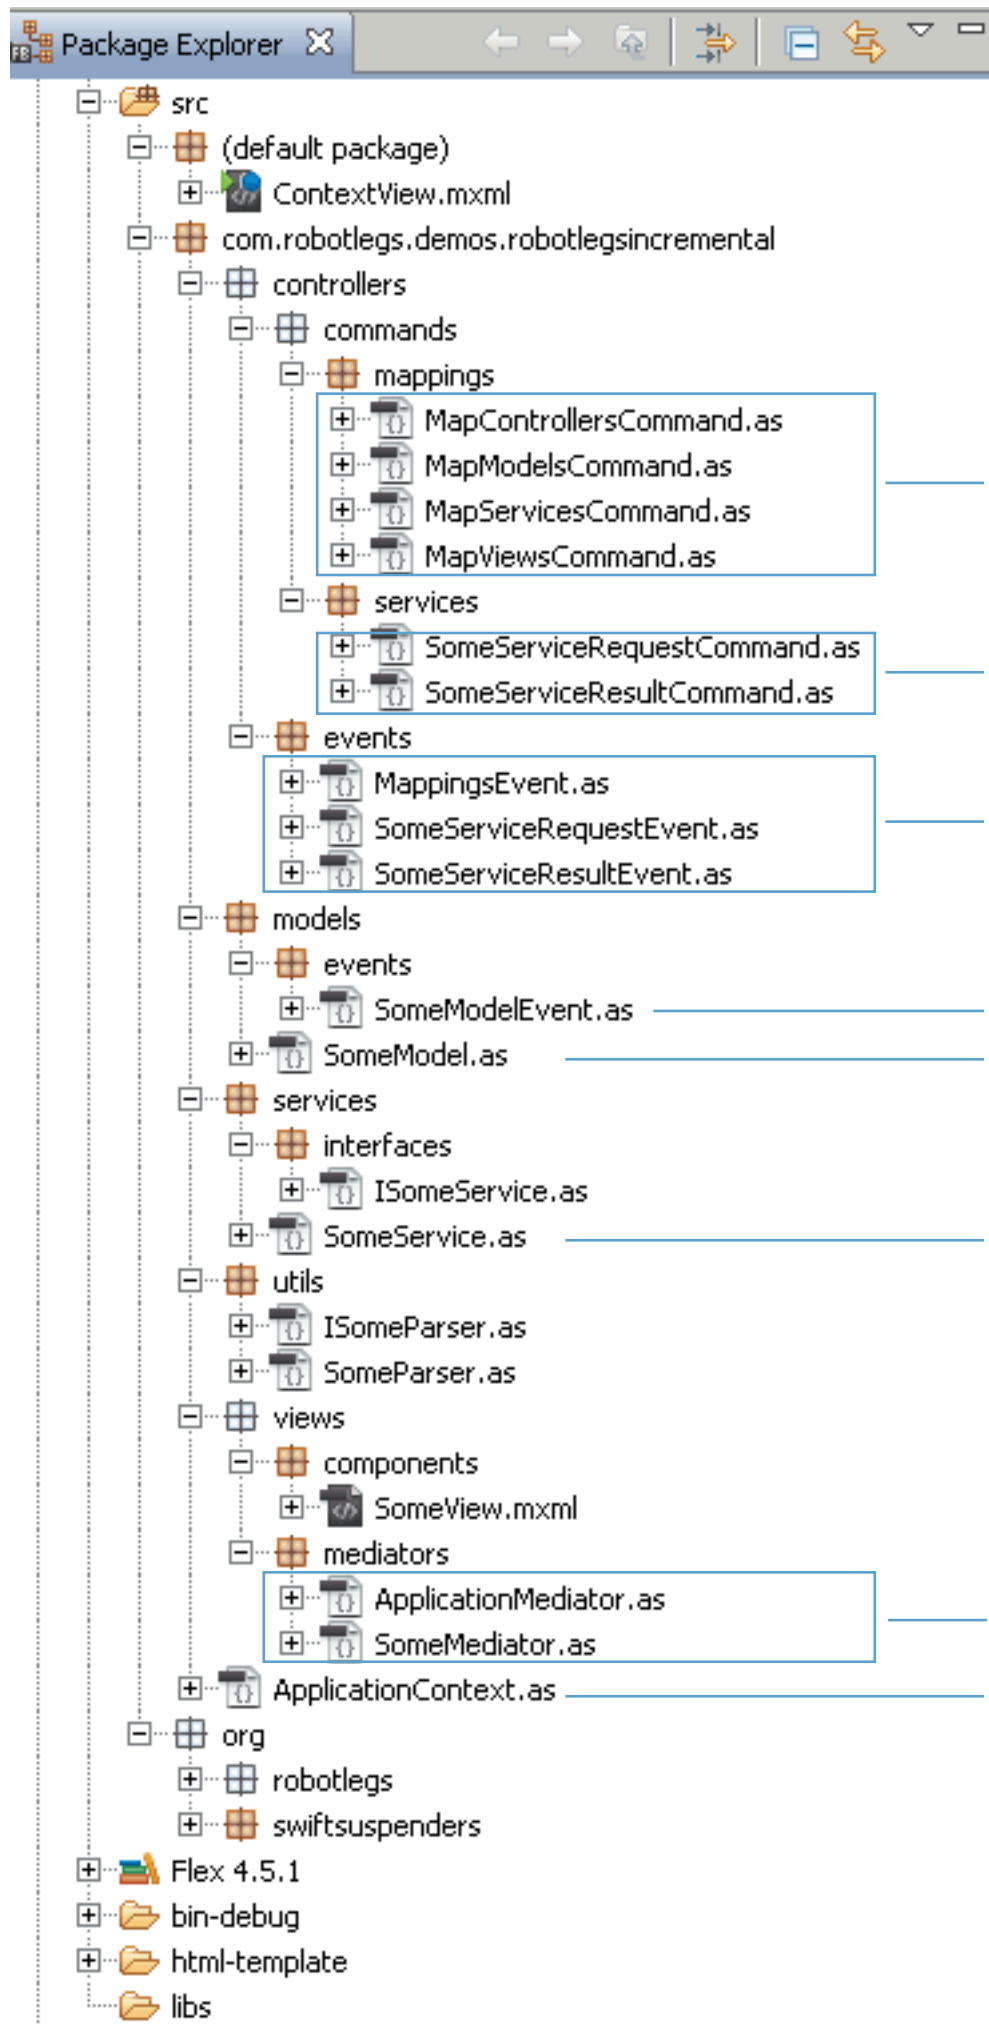 FB Package Explorer
src
(default package)
ContextView.mxml
com.robotlegs.demos.robotlegsincremental
controllers
commands
mappings
MapControllersCommand.as
MapModelsCommand.as
MapServicesCommand.as
MapViewsCommand.as
services
SomeServiceRequestCommand.as
SomeServiceResultCommand.as
events
MappingsEvent.as
SomeServiceRequestEvent.as
SomeServiceResultEvent.as
models
events
SomeModelEvent.as
SomeModel.as
services
interfaces
ISomeService.as
SomeService.as
utils
ISomeParser.as
SomeParser.as
views
components
SomeView.mxml
mediators
ApplicationMediator.as
SomeMediator.as
ApplicationContext.as
org
robotlegs
swiftsuspenders
Flex 4.5.1
bin-debug
html-template
libs